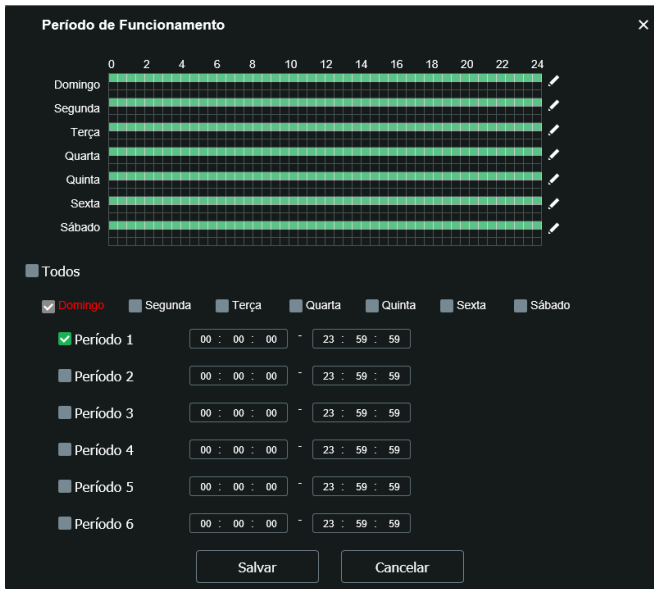 Período de Funcionamento
0 2 4 6 8 10 12 14 16 18 20 22 24
Domingo
Segunda
Terça
Quarta
Quinta
Sexta
Sábado
Todos
Domingo Segunda Terça Quarta Quinta Sexta Sábado
Período 1 00 : 00 : 00 - 23 : 59 : 59
Período 2 00 : 00 : 00 - 23 : 59 : 59
Período 3 00 : 00 : 00 - 23 : 59 : 59
Período 4 00 : 00 : 00 - 23 : 59 : 59
Período 5 00 : 00 : 00 - 23 : 59 : 59
Período 6 00 : 00 : 00 - 23 : 59 : 59
Salvar Cancelar